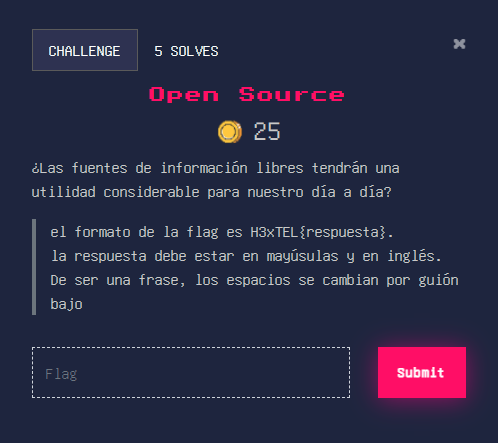 CHALLENGE 5 SOLVES ×
Open Source
25
¿Las fuentes de información libres tendrán una
utilidad considerable para nuestro día a día?
el formato de la flag es H3xTEL{respuesta}.
la respuesta debe estar en mayúsulas y en inglés.
De ser una frase, los espacios se cambian por guión
bajo
Flag
Submit